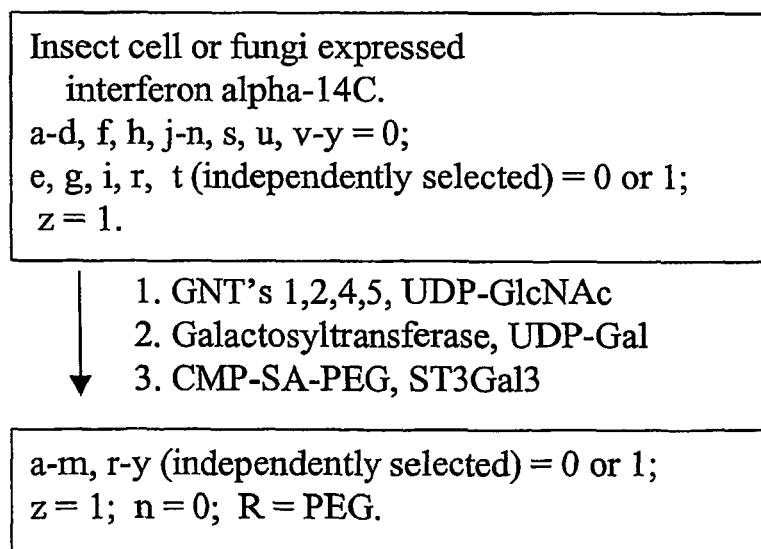 Insect cell or fungi expressed
interferon alpha-14C.
a-d, f, h, j-n, s, u, v-y = 0;
e, g, i, r, t (independently selected) = 0 or 1;
z = 1.
1. GNT's 1,2,4,5, UDP-GlcNAc
2. Galactosyltransferase, UDP-Gal
3. CMP-SA-PEG, ST3Gal3
a-m, r-y (independently selected) = 0 or 1;
z = 1; n = 0; R = PEG.